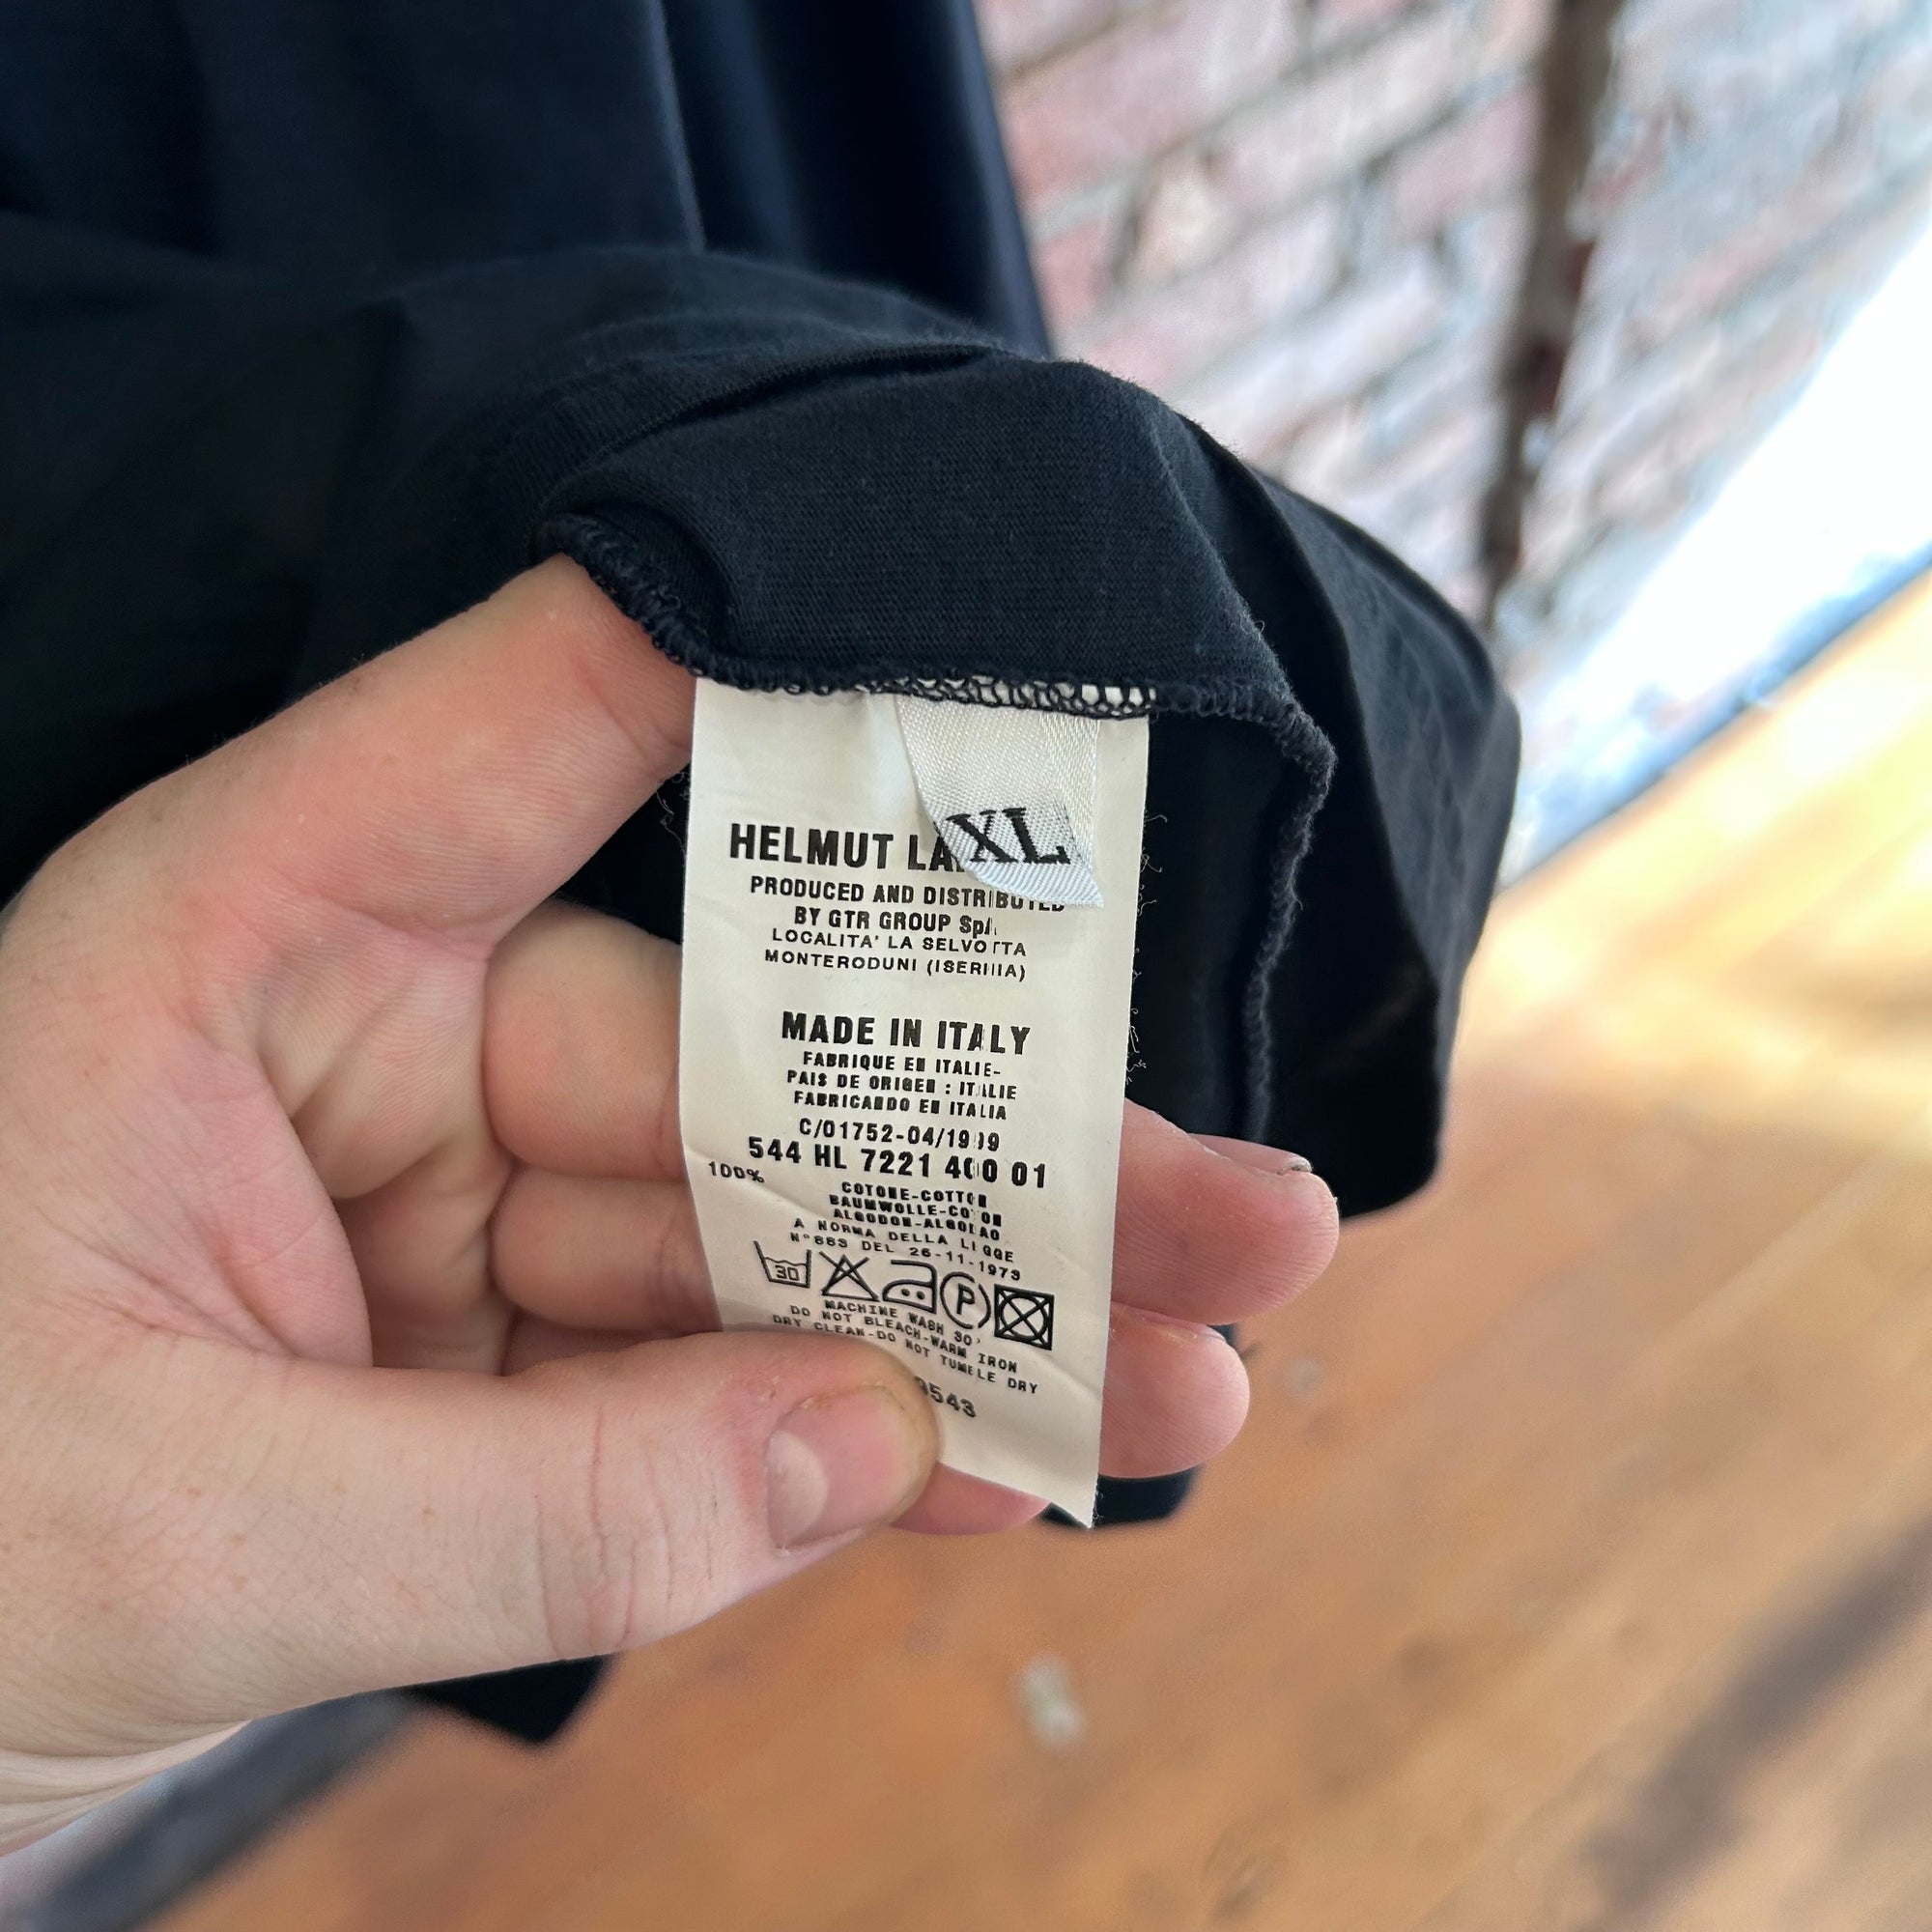 XL
HELMUT LA
PRODUCED AND DISTRIBUTED
BY GTR GROUP SpA
LOCALITA' LA SELVOTTA
MONTERODUNI (ISERNIA)
MADE IN ITALY
FABRIQUE EN ITALIE-
PAIS DE ORIGEN : ITALIE
FABRICANDO EN ITALIA
C/01752-04/1999
544 HL 7221 400 01
100%
COTONE-COTTON
BAUMWOLLE-COTON
ALGODON-ALGODAO
A NORMA DELLA LEGGE
N°883 DEL 26-11-1973
30 P
DO MACHINE WASH 30°
DO NOT BLEACH-WARM IRON
DRY CLEAN-DO NOT TUMBLE DRY
9543